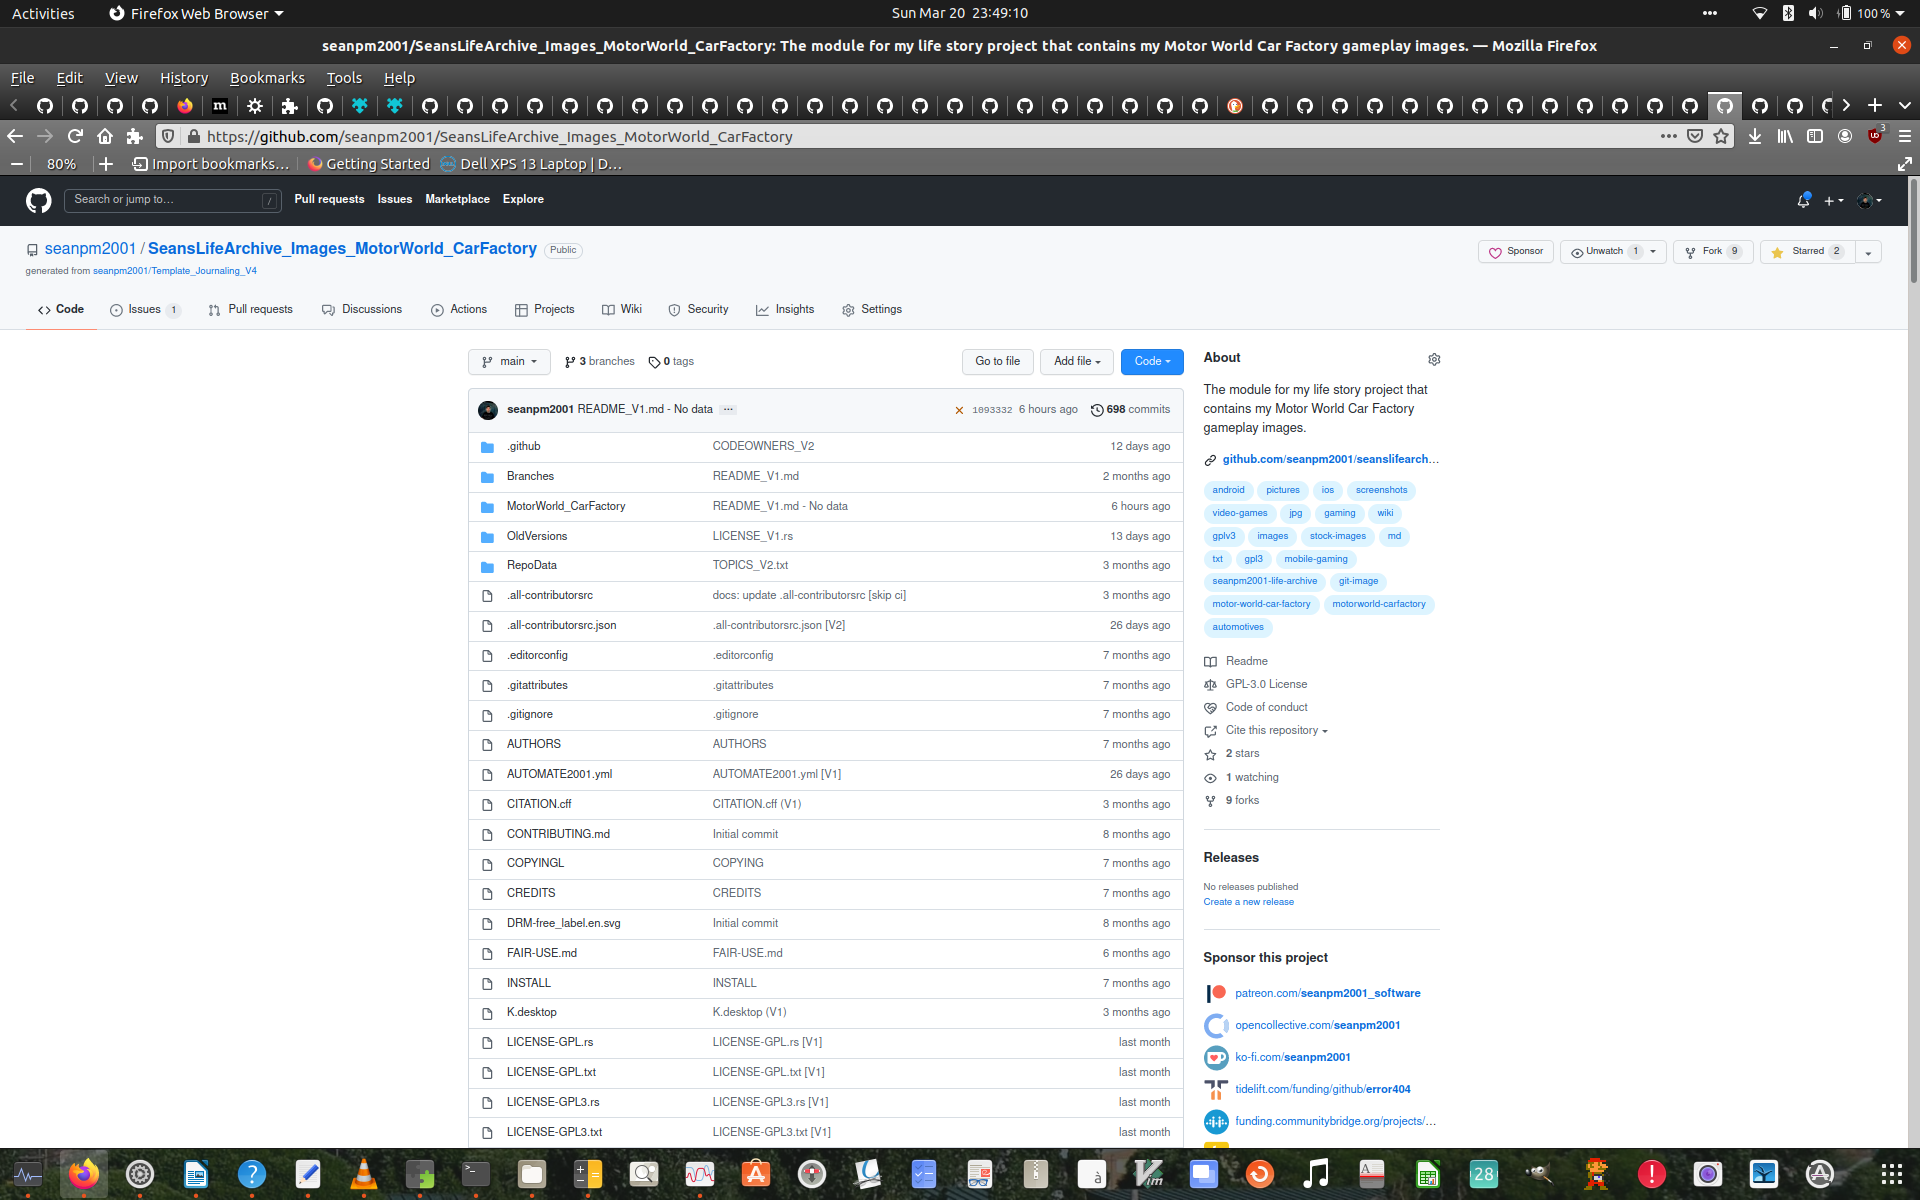 Activities
Firefox Web Browser
Sun Mar 20 23:49:10
100 %
seanpm2001/SeansLifeArchive_Images_MotorWorld_CarFactory: The module for my life story project that contains my Motor World Car Factory gameplay images. — Mozilla Firefox
File Edit View History Bookmarks Tools Help
https://github.com/seanpm2001/SeansLifeArchive_Images_MotorWorld_CarFactory
3
80%
Import bookmarks…
Getting Started
Dell XPS 13 Laptop | D…
Search or jump to…
/
Pull requests Issues Marketplace Explore
seanpm2001 / SeansLifeArchive_Images_MotorWorld_CarFactory
Public
generated from seanpm2001/Template_Journaling_V4
Sponsor
Unwatch 1
Fork 9
Starred 2
Code
Issues 1
Pull requests
Discussions
Actions
Projects
Wiki
Security
Insights
Settings
main
3 branches
0 tags
Go to file
Add file
Code
seanpm2001 README_V1.md - No data
1093332 6 hours ago
698 commits
.github CODEOWNERS_V2 12 days ago
Branches README_V1.md 2 months ago
MotorWorld_CarFactory README_V1.md - No data 6 hours ago
OldVersions LICENSE_V1.rs 13 days ago
RepoData TOPICS_V2.txt 3 months ago
.all-contributorsrc docs: update .all-contributorsrc [skip ci] 3 months ago
.all-contributorsrc.json .all-contributorsrc.json [V2] 26 days ago
.editorconfig .editorconfig 7 months ago
.gitattributes .gitattributes 7 months ago
.gitignore .gitignore 7 months ago
AUTHORS AUTHORS 7 months ago
AUTOMATE2001.yml AUTOMATE2001.yml [V1] 26 days ago
CITATION.cff CITATION.cff (V1) 3 months ago
CONTRIBUTING.md Initial commit 8 months ago
COPYINGL COPYING 7 months ago
CREDITS CREDITS 7 months ago
DRM-free_label.en.svg Initial commit 8 months ago
FAIR-USE.md FAIR-USE.md 6 months ago
INSTALL INSTALL 7 months ago
K.desktop K.desktop (V1) 3 months ago
LICENSE-GPL.rs LICENSE-GPL.rs [V1] last month
LICENSE-GPL.txt LICENSE-GPL.txt [V1] last month
LICENSE-GPL3.rs LICENSE-GPL3.rs [V1] last month
LICENSE-GPL3.txt LICENSE-GPL3.txt [V1] last month
About
The module for my life story project that
contains my Motor World Car Factory
gameplay images.
github.com/seanpm2001/seanslifearch…
android pictures ios screenshots
video-games jpg gaming wiki
gplv3 images stock-images md
txt gpl3 mobile-gaming
seanpm2001-life-archive git-image
motor-world-car-factory motorworld-carfactory
automotives
Readme
GPL-3.0 License
Code of conduct
Cite this repository
2 stars
1 watching
9 forks
Releases
No releases published
Create a new release
Sponsor this project
patreon.com/seanpm2001_software
opencollective.com/seanpm2001
ko-fi.com/seanpm2001
tidelift.com/funding/github/error404
funding.communitybridge.org/projects/…
28